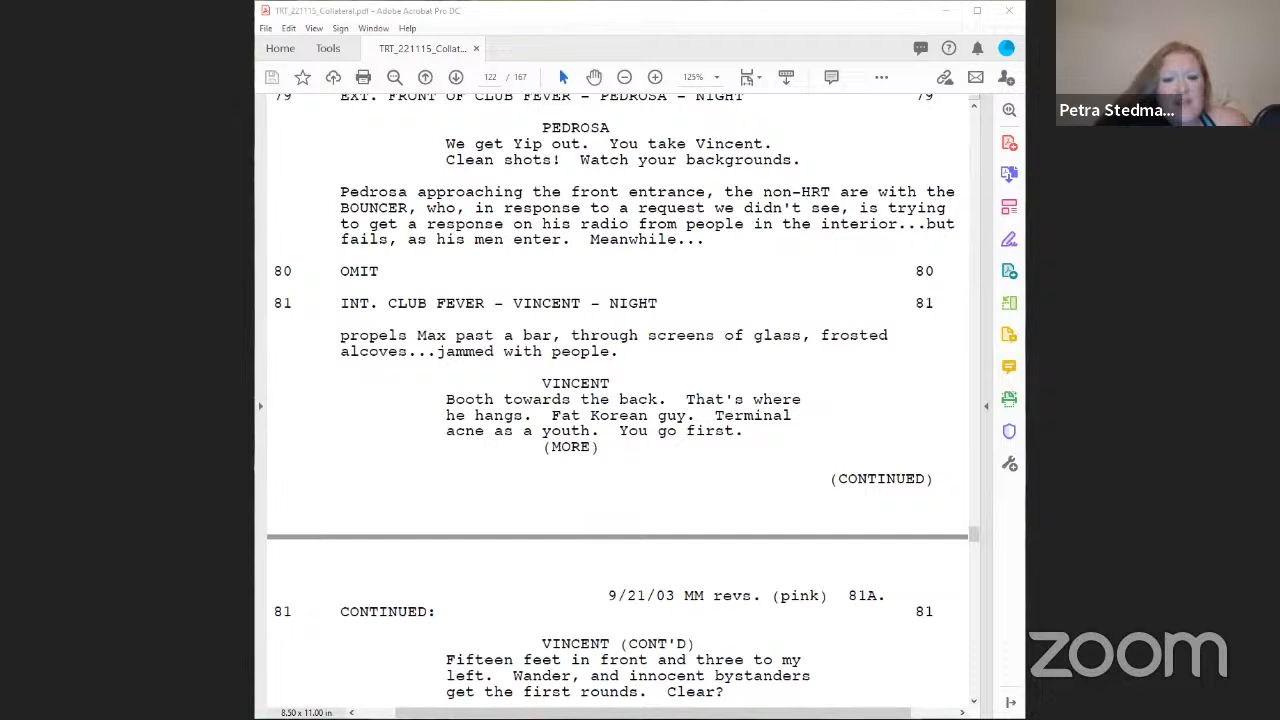 TRT_221115_Collateral.pdf - Adobe Acrobat Pro DC
File Edit View Sign Window Help
Home Tools TRT_221115_Collat... ×
122 / 167 125%
79 EXT. FRONT OF CLUB FEVER - PEDROSA - NIGHT 79
PEDROSA
We get Yip out. You take Vincent.
Clean shots! Watch your backgrounds.
Pedrosa approaching the front entrance, the non-HRT are with the
BOUNCER, who, in response to a request we didn't see, is trying
to get a response on his radio from people in the interior...but
fails, as his men enter. Meanwhile...
80 OMIT 80
81 INT. CLUB FEVER - VINCENT - NIGHT 81
propels Max past a bar, through screens of glass, frosted
alcoves...jammed with people.
VINCENT
Booth towards the back. That's where
he hangs. Fat Korean guy. Terminal
acne as a youth. You go first.
(MORE)
(CONTINUED)
9/21/03 MM revs. (pink) 81A.
81 CONTINUED: 81
VINCENT (CONT'D)
Fifteen feet in front and three to my
left. Wander, and innocent bystanders
get the first rounds. Clear?
8.50 x 11.00 in
Petra Stedma...
zoom